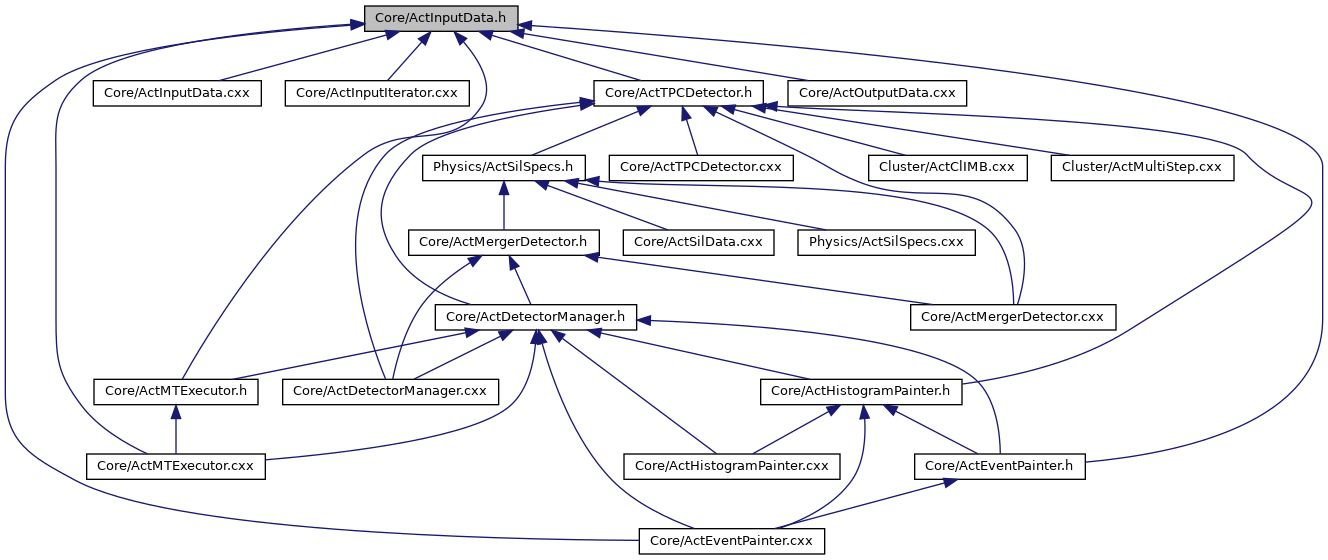 Core/ActInputData.h
Core/ActInputData.cxx
Core/ActInputIterator.cxx
Core/ActTPCDetector.h
Core/ActOutputData.cxx
Physics/ActSilSpecs.h
Core/ActTPCDetector.cxx
Cluster/ActClIMB.cxx
Cluster/ActMultiStep.cxx
Core/ActMergerDetector.h
Core/ActSilData.cxx
Physics/ActSilSpecs.cxx
Core/ActDetectorManager.h
Core/ActMergerDetector.cxx
Core/ActMTExecutor.h
Core/ActDetectorManager.cxx
Core/ActHistogramPainter.h
Core/ActMTExecutor.cxx
Core/ActHistogramPainter.cxx
Core/ActEventPainter.h
Core/ActEventPainter.cxx